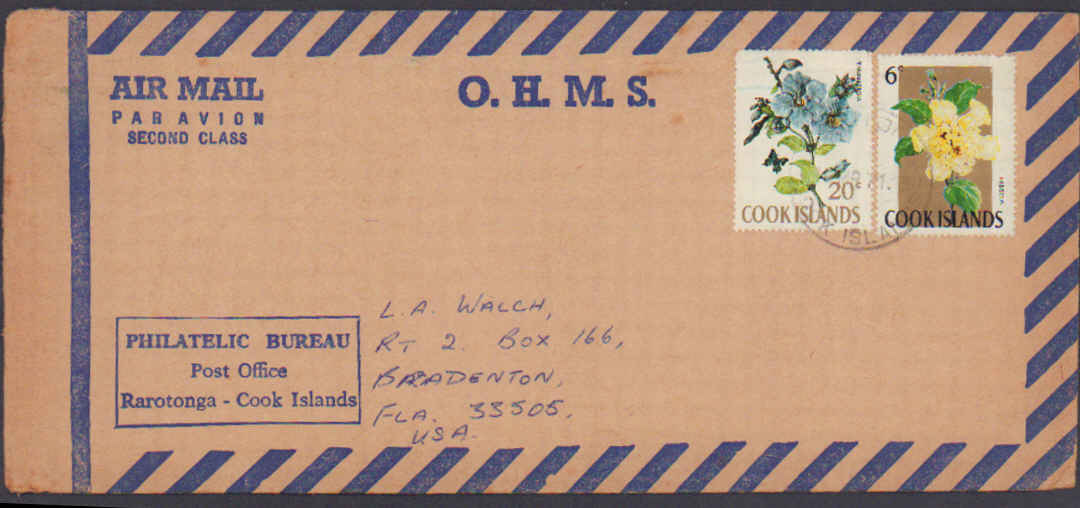 AIR MAIL
PAR AVION
SECOND CLASS
O. H. M. S.
20c
COOK ISLANDS
6c
COOK ISLANDS
ISLA
PHILATELIC BUREAU
Post Office
Rarotonga - Cook Islands
L.A. WALCH,
RT 2. BOX 166,
BRADENTON,
FLA. 33505,
USA.